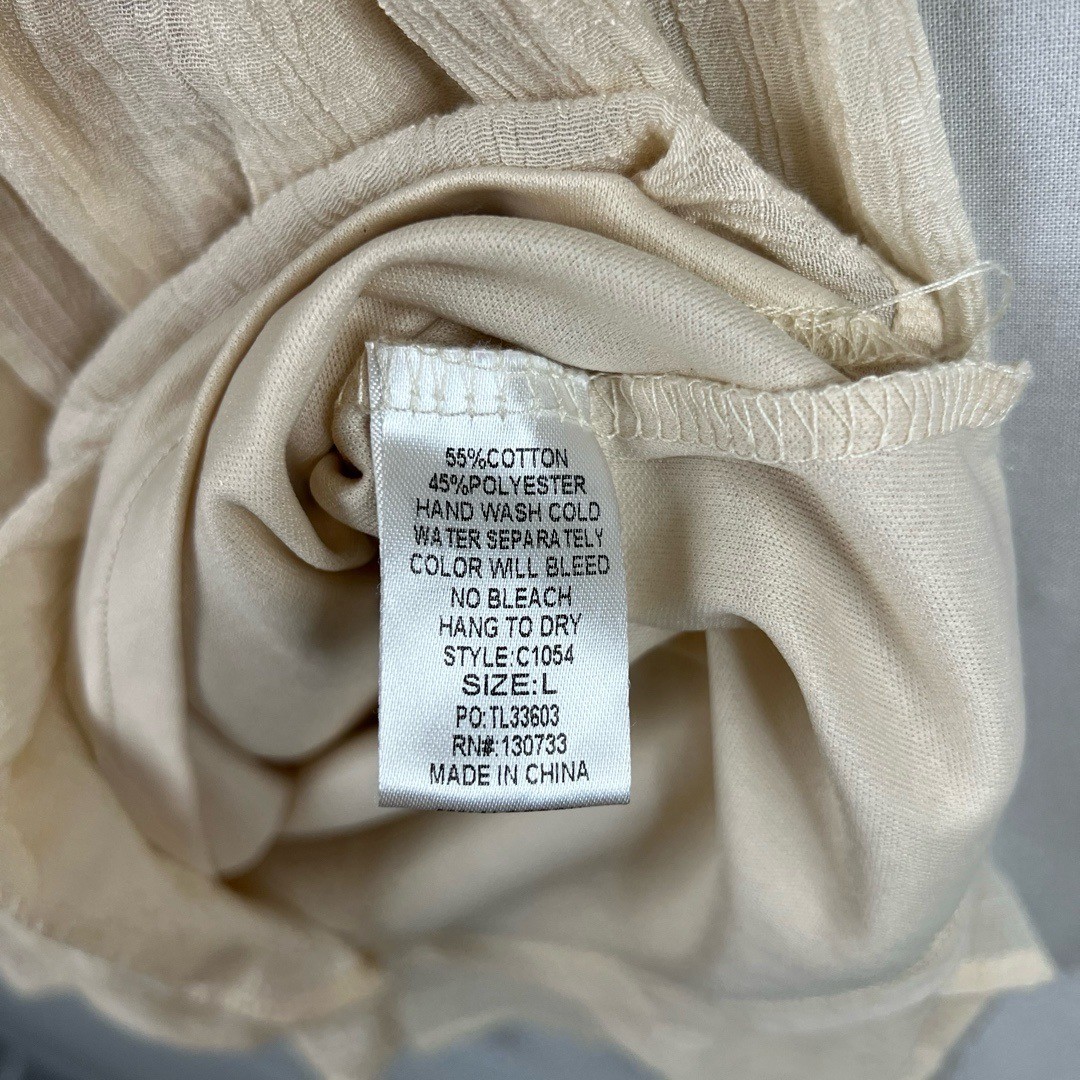 55%COTTON
45%POLYESTER
HAND WASH COLD
WATER SEPARATELY
COLOR WILL BLEED
NO BLEACH
HANG TO DRY
STYLE:C1054
SIZE:L
PO:TL33603
RN#:130733
MADE IN CHINA